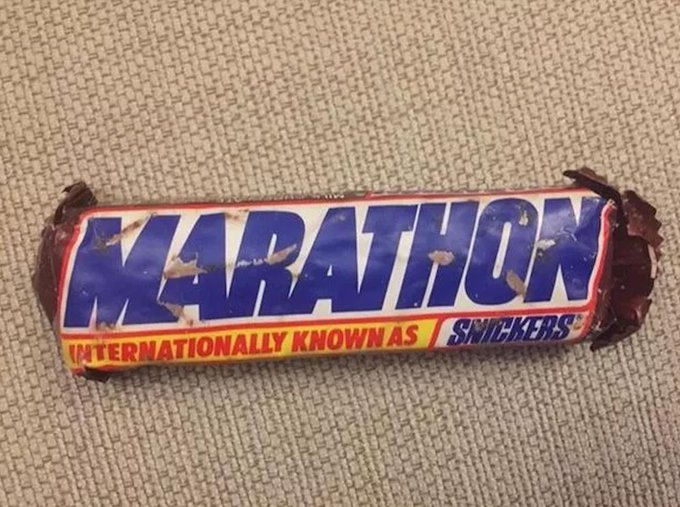 MARATHON
INTERNATIONALLY KNOWN AS SNICKERS